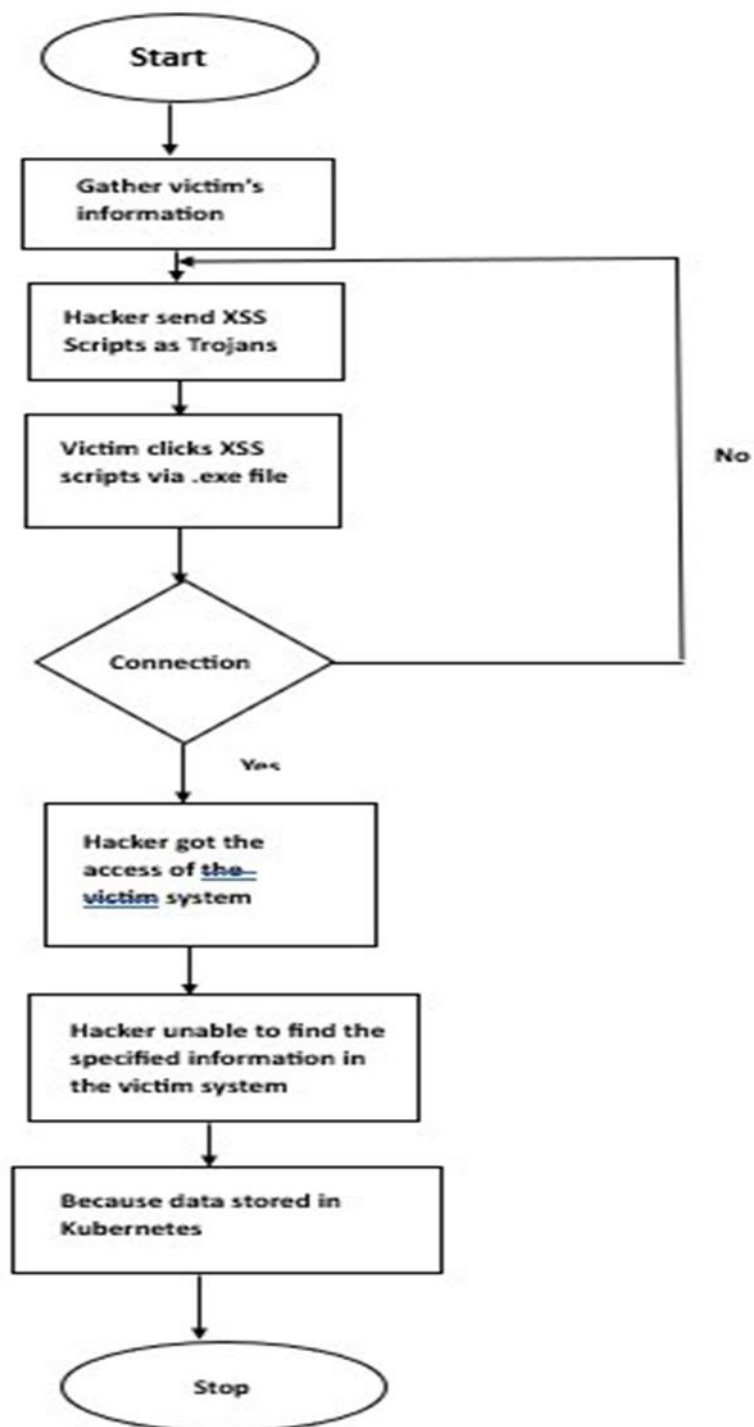 Start
Gather victim's
information
Hacker send XSS
Scripts as Trojans
Victim clicks XSS
scripts via .exe file
No
Connection
Yes
Hacker got the
access of the
victim system
Hacker unable to find the
specified information in
the victim system
Because data stored in
Kubernetes
Stop